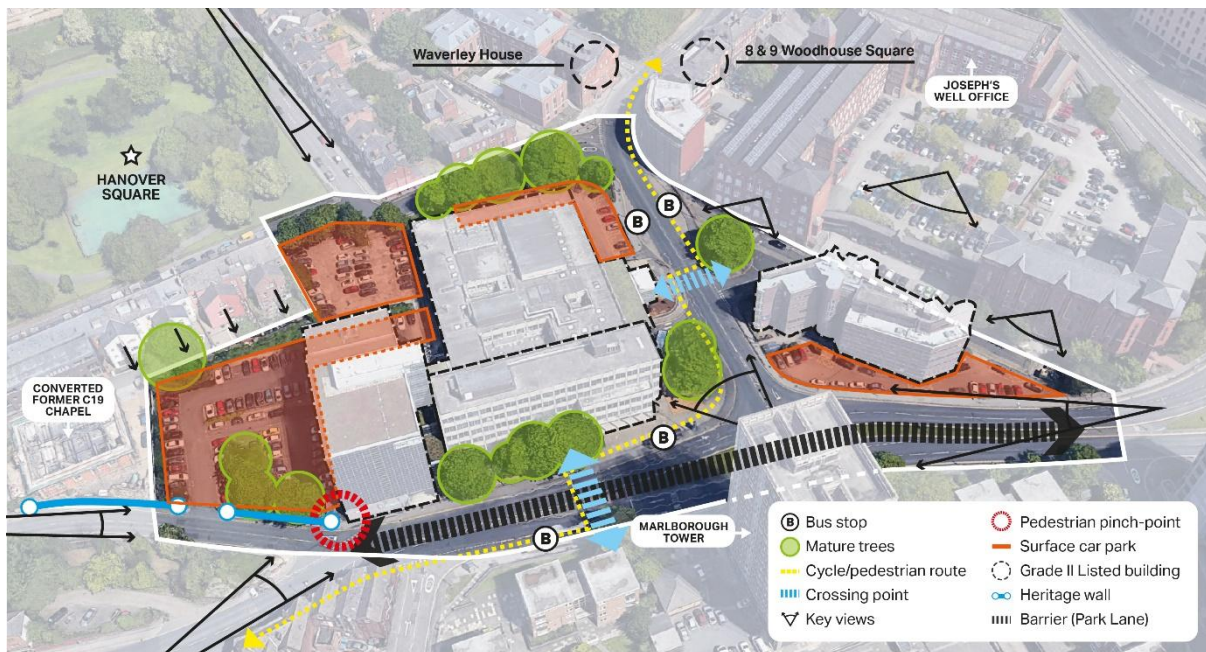 Waverley House
8 & 9 Woodhouse Square
JOSEPH'S
WELL OFFICE
HANOVER
SQUARE
B
B
CONVERTED
FORMER C19
CHAPEL
B
B
MARLBOROUGH
TOWER
B Bus stop
Mature trees
Cycle/pedestrian route
Crossing point
Key views
Pedestrian pinch-point
Surface car park
Grade II Listed building
Heritage wall
Barrier (Park Lane)